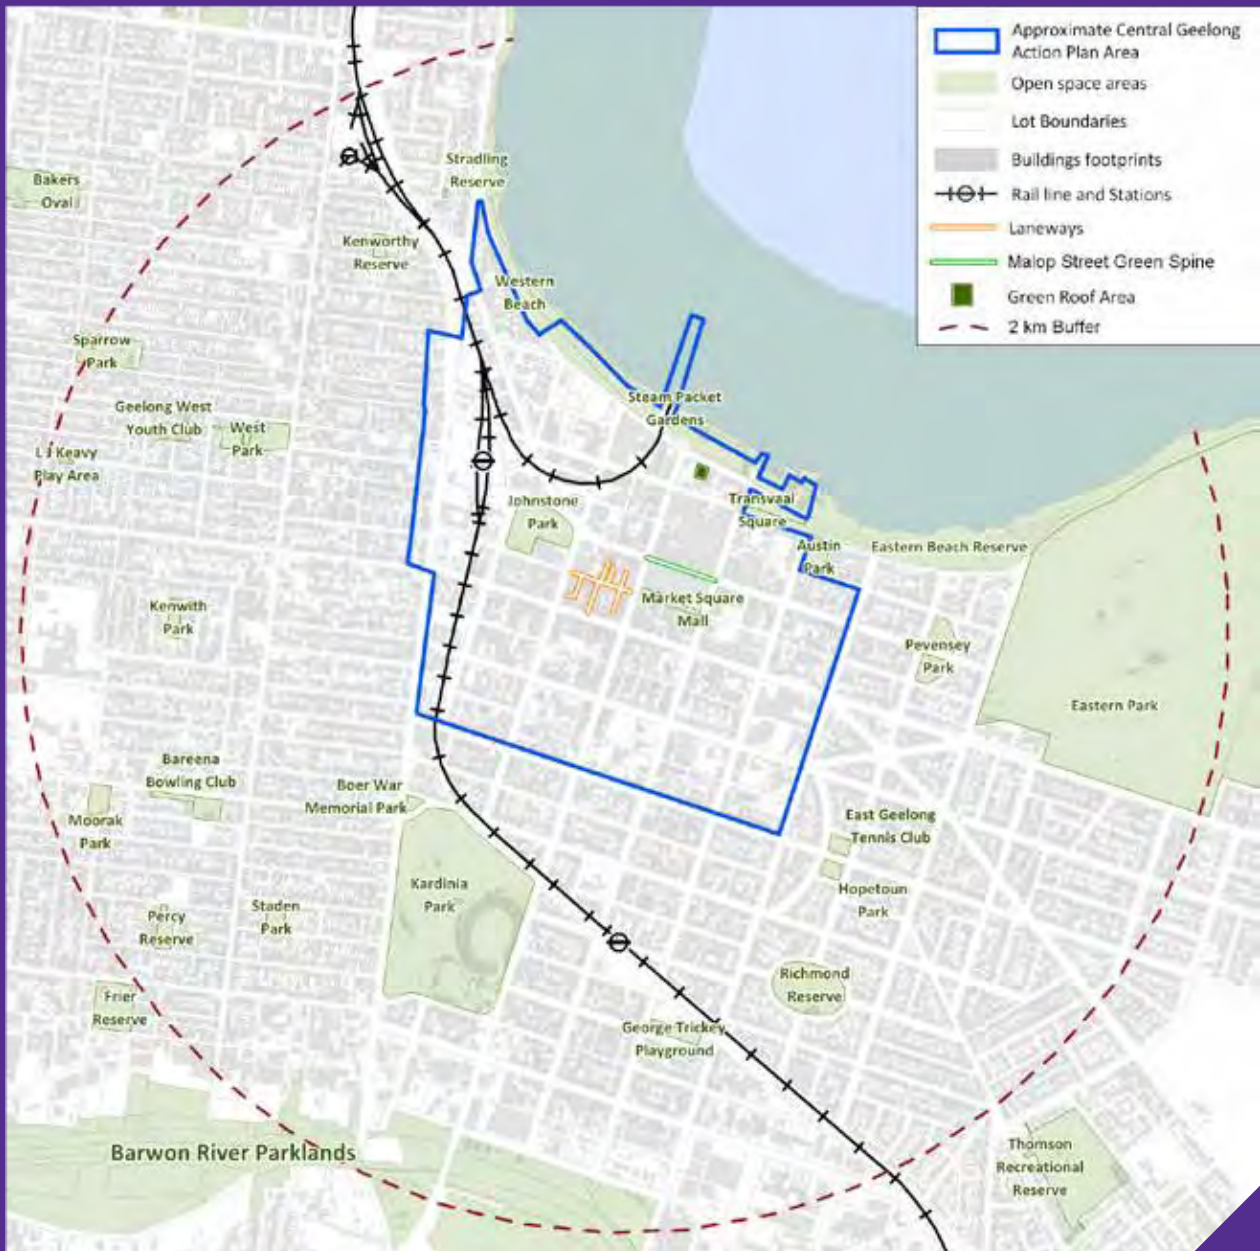 Approximate Central Geelong
Action Plan Area
Open space areas
Lot Boundaries
Buildings footprints
Rail line and Stations
Laneways
Malop Street Green Spine
Green Roof Area
2 km Buffer
Stradling
Reserve
Bakers
Oval
Kenworthy
Reserve
Western
Beach
Sparrow
Park
Geelong West
Youth Club
West
Park
Steam Packet
Gardens
L J Keavy
Play Area
Johnstone
Park
Transvaal
Square
Austin
Park
Eastern Beach Reserve
Kenwith
Park
Market Square
Mall
Pevensey
Park
Eastern Park
Bareena
Bowling Club
Boer War
Memorial Park
Moorak
Park
East Geelong
Tennis Club
Kardinia
Park
Hopetoun
Park
Percy
Reserve
Staden
Park
Richmond
Reserve
Frier
Reserve
George Trickey
Playground
Barwon River Parklands
Thomson
Recreational
Reserve